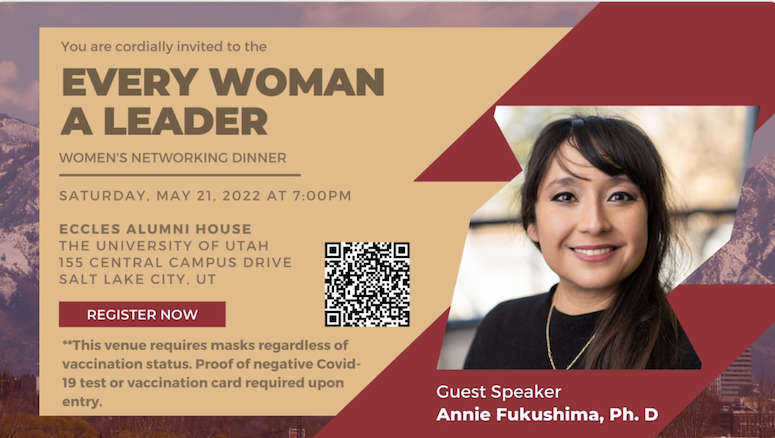 You are cordially invited to the
EVERY WOMAN
A LEADER
WOMEN'S NETWORKING DINNER
SATURDAY, MAY 21, 2022 AT 7:00PM
ECCLES ALUMNI HOUSE
THE UNIVERSITY OF UTAH
155 CENTRAL CAMPUS DRIVE
SALT LAKE CITY, UT
REGISTER NOW
**This venue requires masks regardless of
vaccination status. Proof of negative Covid-
19 test or vaccination card required upon
entry.
Guest Speaker
Annie Fukushima, Ph. D